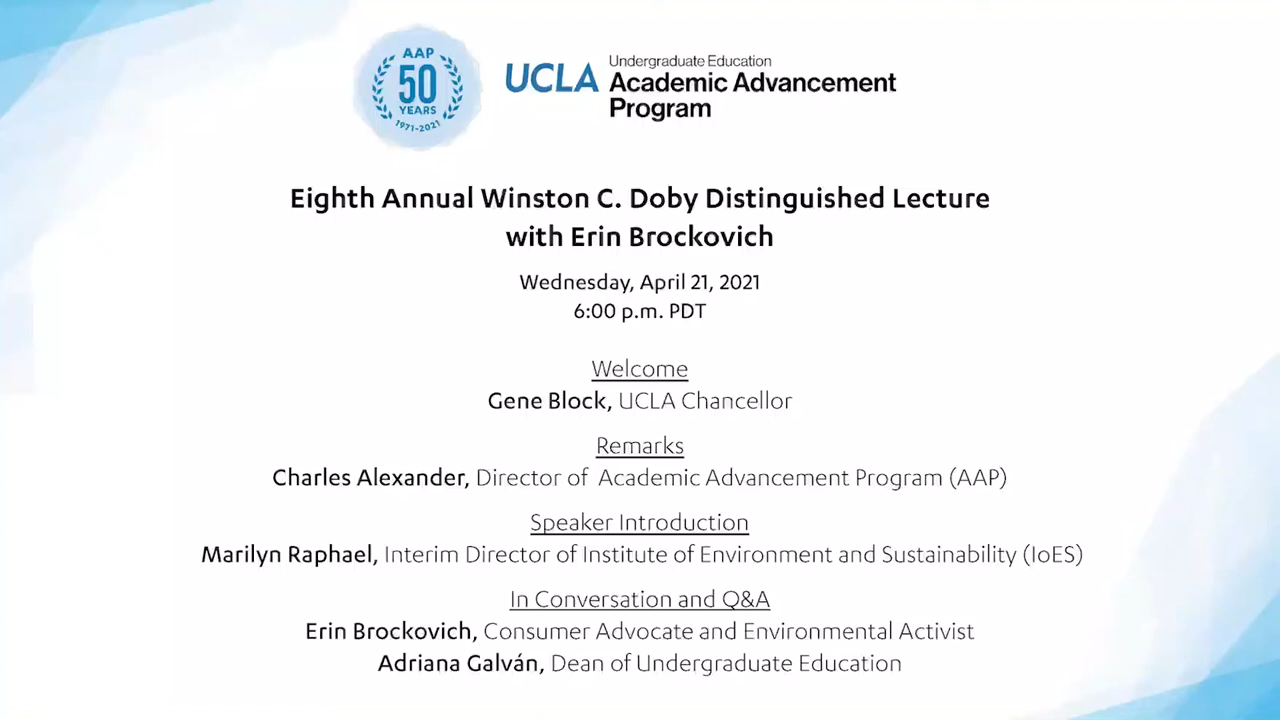 AAP
50
YEARS
1971-2021
UCLA
Undergraduate Education
Academic Advancement
Program
Eighth Annual Winston C. Doby Distinguished Lecture
with Erin Brockovich
Wednesday, April 21, 2021
6:00 p.m. PDT
Welcome
Gene Block, UCLA Chancellor
Remarks
Charles Alexander, Director of Academic Advancement Program (AAP)
Speaker Introduction
Marilyn Raphael, Interim Director of Institute of Environment and Sustainability (IoES)
In Conversation and Q&A
Erin Brockovich, Consumer Advocate and Environmental Activist
Adriana Galván, Dean of Undergraduate Education